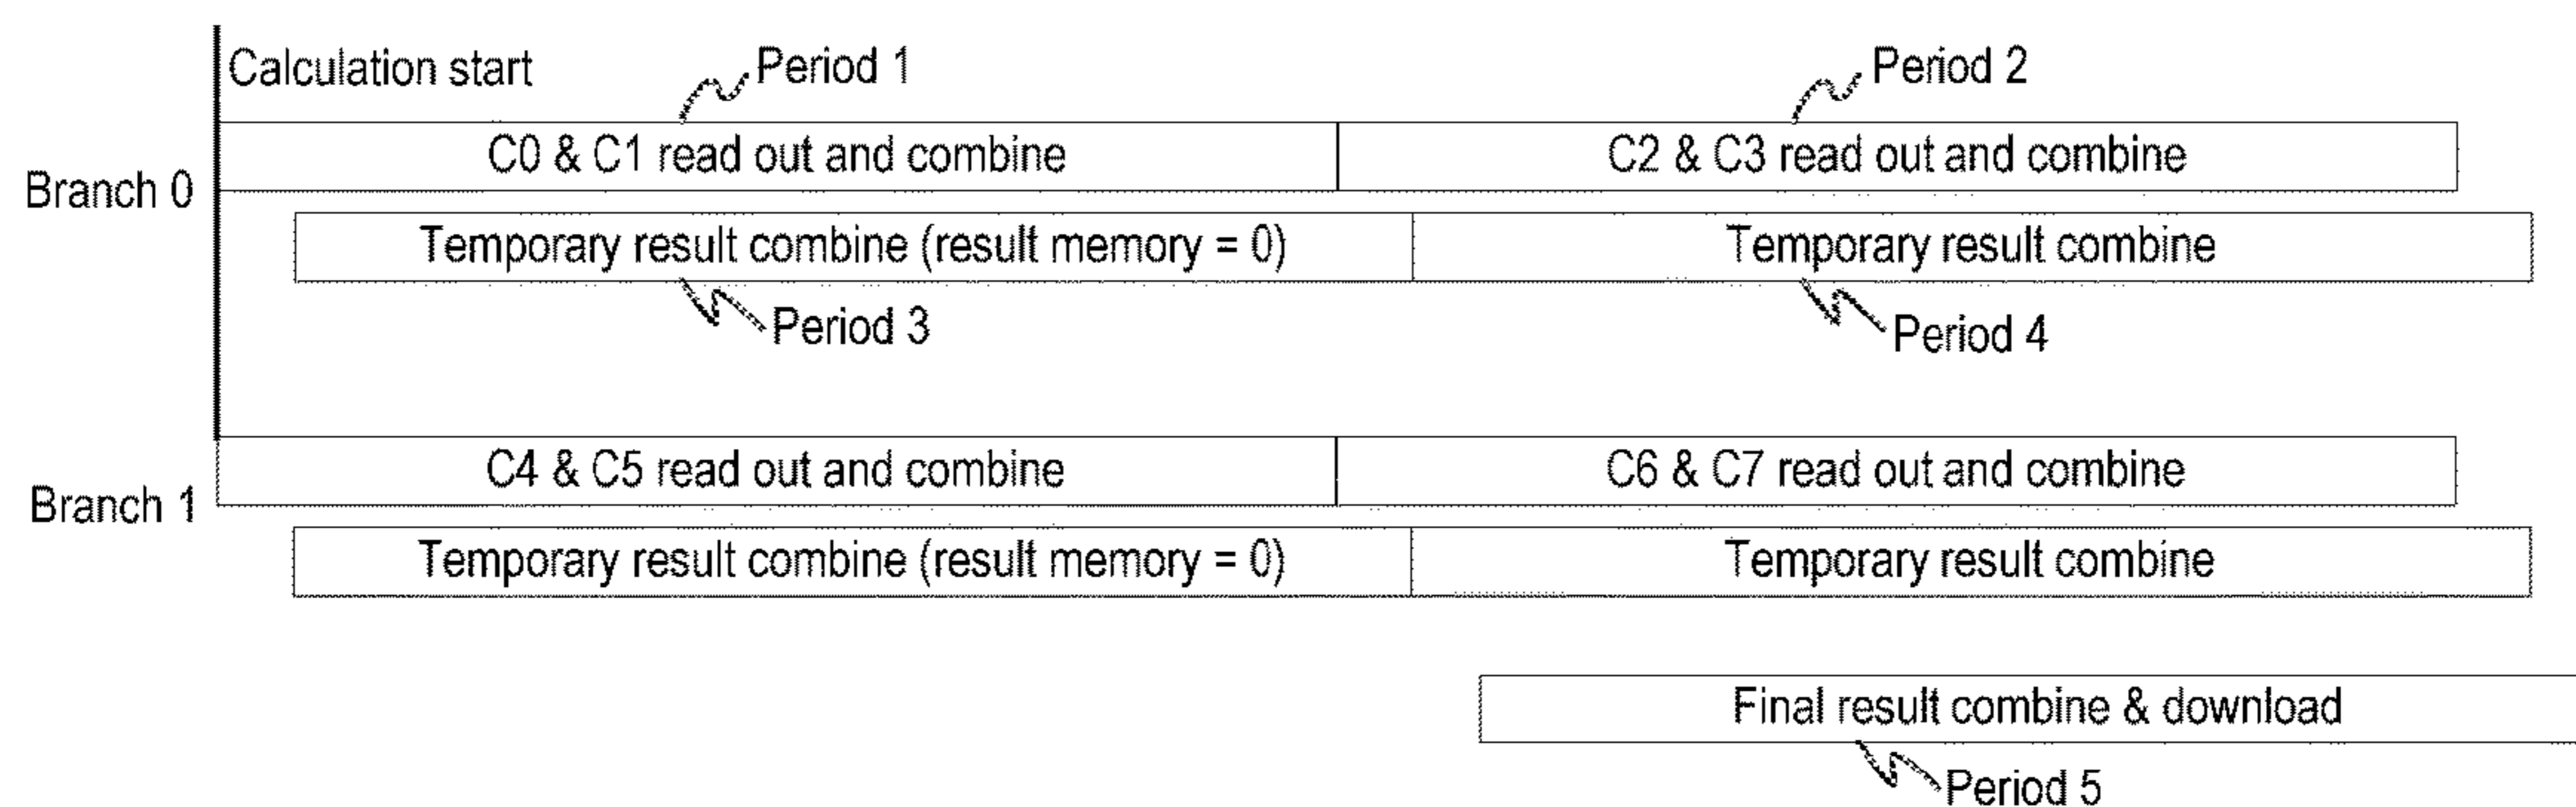 Calculation start
Period 1
Period 2
C0 & C1 read out and combine
C2 & C3 read out and combine
Branch 0
Temporary result combine (result memory = 0)
Temporary result combine
Period 3
Period 4
C4 & C5 read out and combine
C6 & C7 read out and combine
Branch 1
Temporary result combine (result memory = 0)
Temporary result combine
Final result combine & download
Period 5